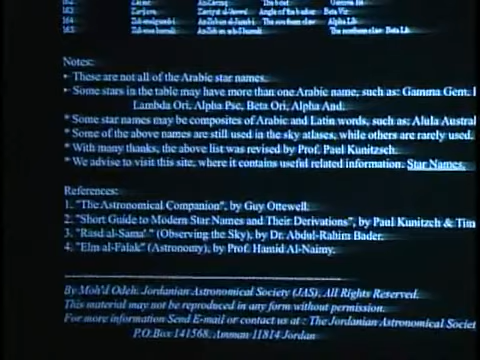 Notes:
- These are not all of the Arabic star names.
- Some stars in the table may have more than one Arabic name, such as: Gamma Gem.
Lambda Ori, Alpha Psc, Beta Ori, Alpha And.
* Some star names may be composites of Arabic and Latin words, such as: Alula Austral
* Some of the above names are still used in the sky atlases, while others are rarely used.
* With many thanks, the above list was revised by Prof. Paul Kunitzsch.
* We advise to visit this site, where it contains useful related information. Star Names.
References:
1. "The Astronomical Companion", by Guy Ottewell.
2. "Short Guide to Modern Star Names and Their Derivations", by Paul Kunitzch & Tim
3. "Rasd al-Sama' " (Observing the Sky), by Dr. Abdul-Rahim Bader.
4. "Elm al-Falak" (Astronomy), by Prof. Hamid Al-Naimy.
By Moh'd Odeh: Jordanian Astronomical Society (JAS), All Rights Reserved.
This material may not be reproduced in any form without permission.
For more information Send E-mail or contact us at : The Jordanian Astronomical Societ
P.O.Box 141568, Amman 11814 Jordan